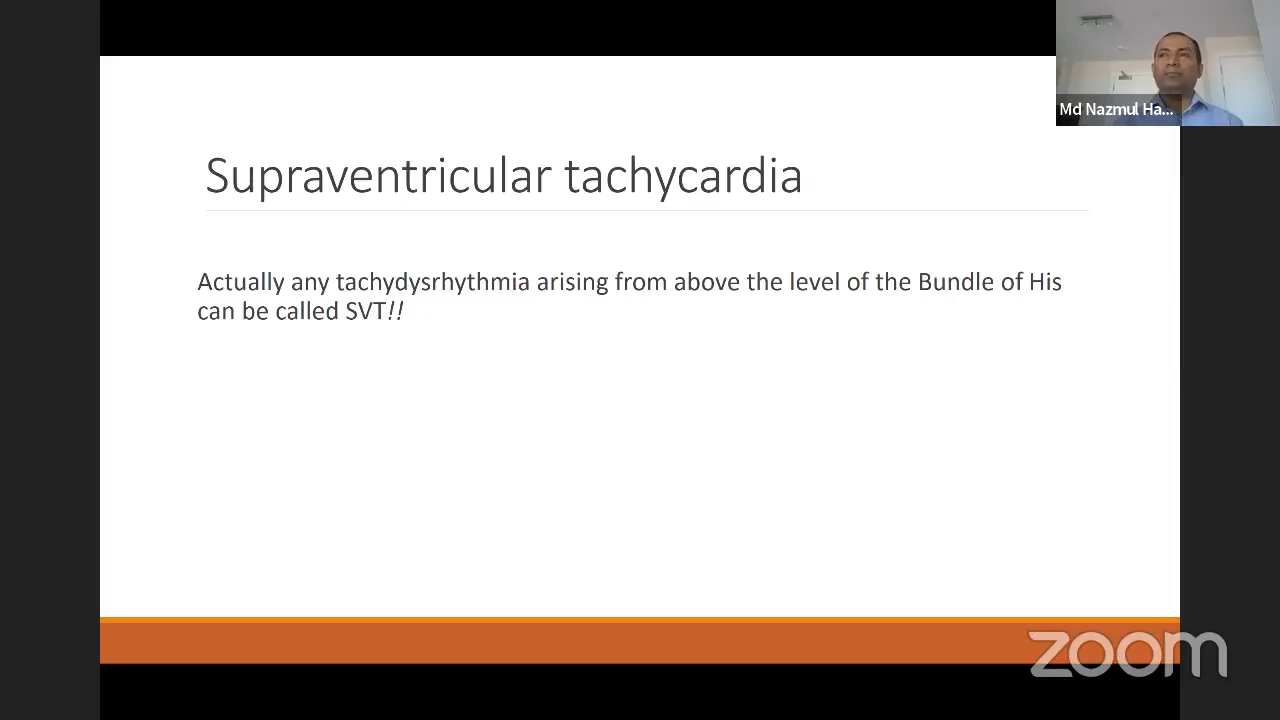 Md Nazmul Ha...
Supraventricular tachycardia
Actually any tachydysrhythmia arising from above the level of the Bundle of His
can be called SVT!!
zoom